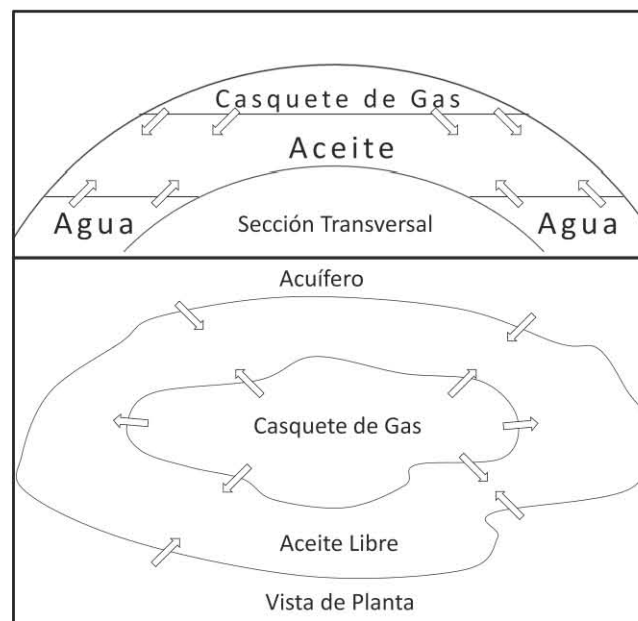 Casquete de Gas
Aceite
Agua
Sección Transversal
Agua
Acuífero
Casquete de Gas
Aceite Libre
Vista de Planta